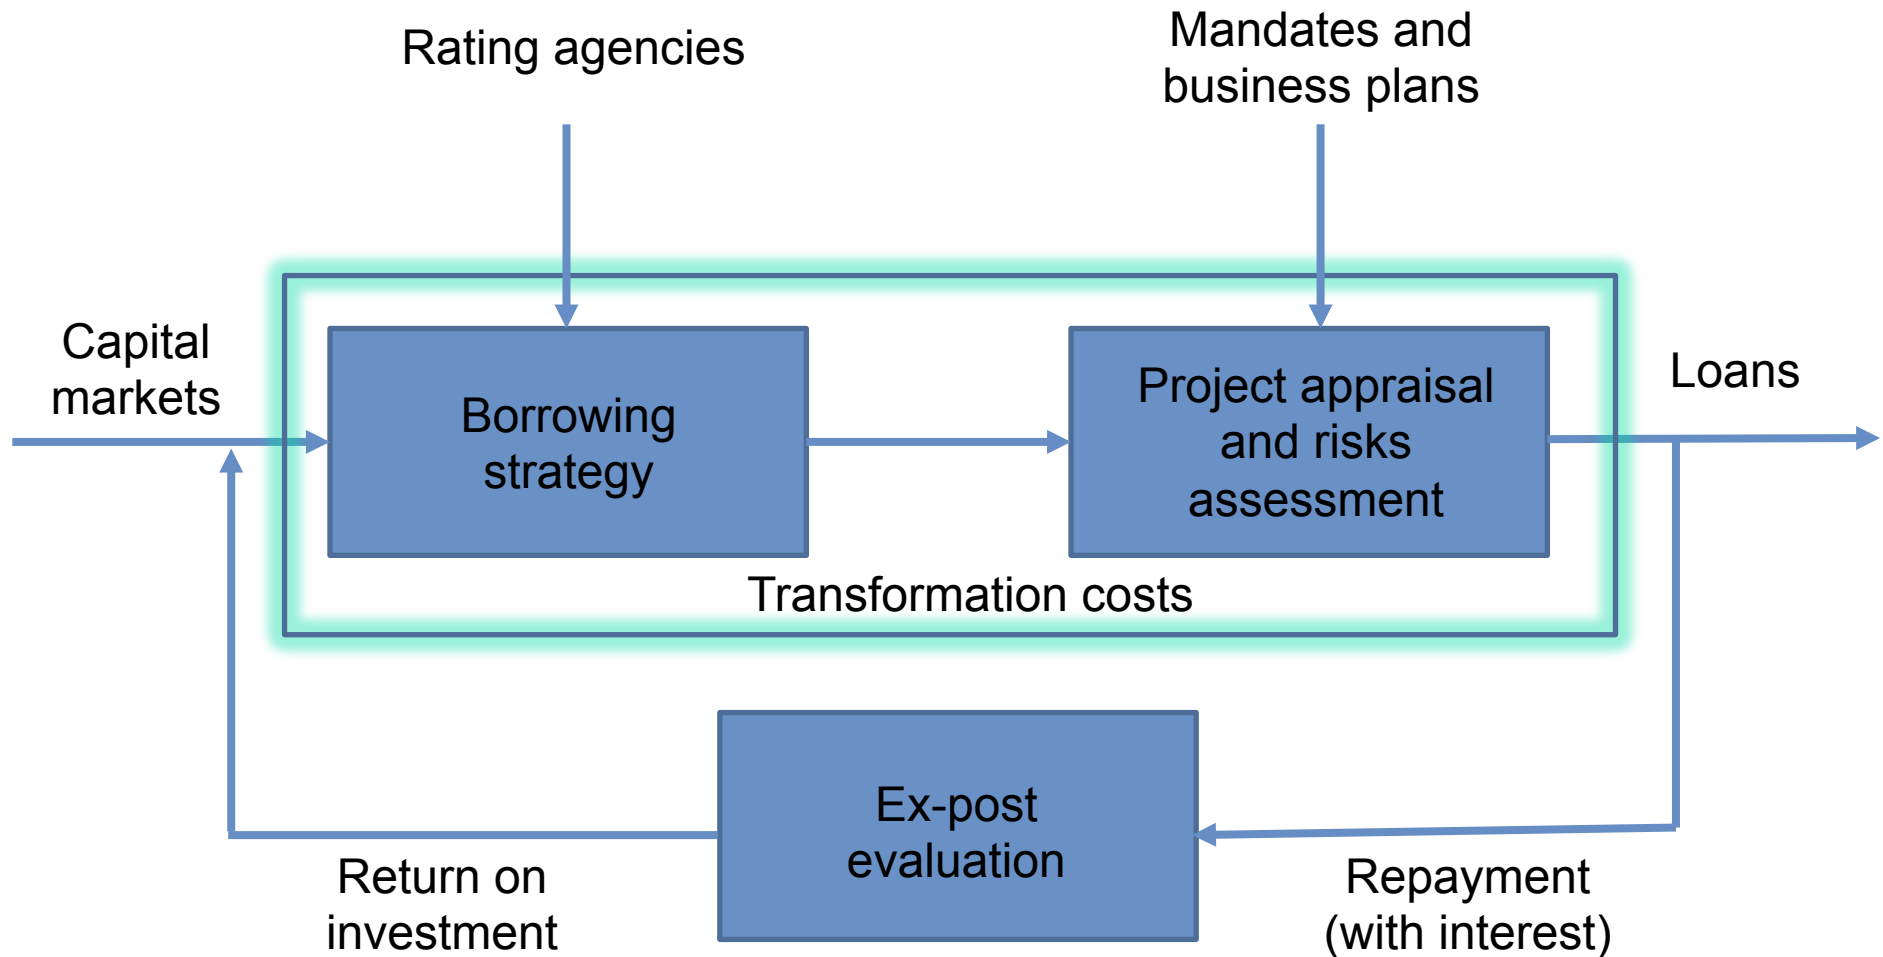 Rating agencies
Mandates and
business plans
Capital
markets
Borrowing
strategy
Project appraisal
and risks
assessment
Loans
Transformation costs
Ex-post
evaluation
Return on
investment
Repayment
(with interest)